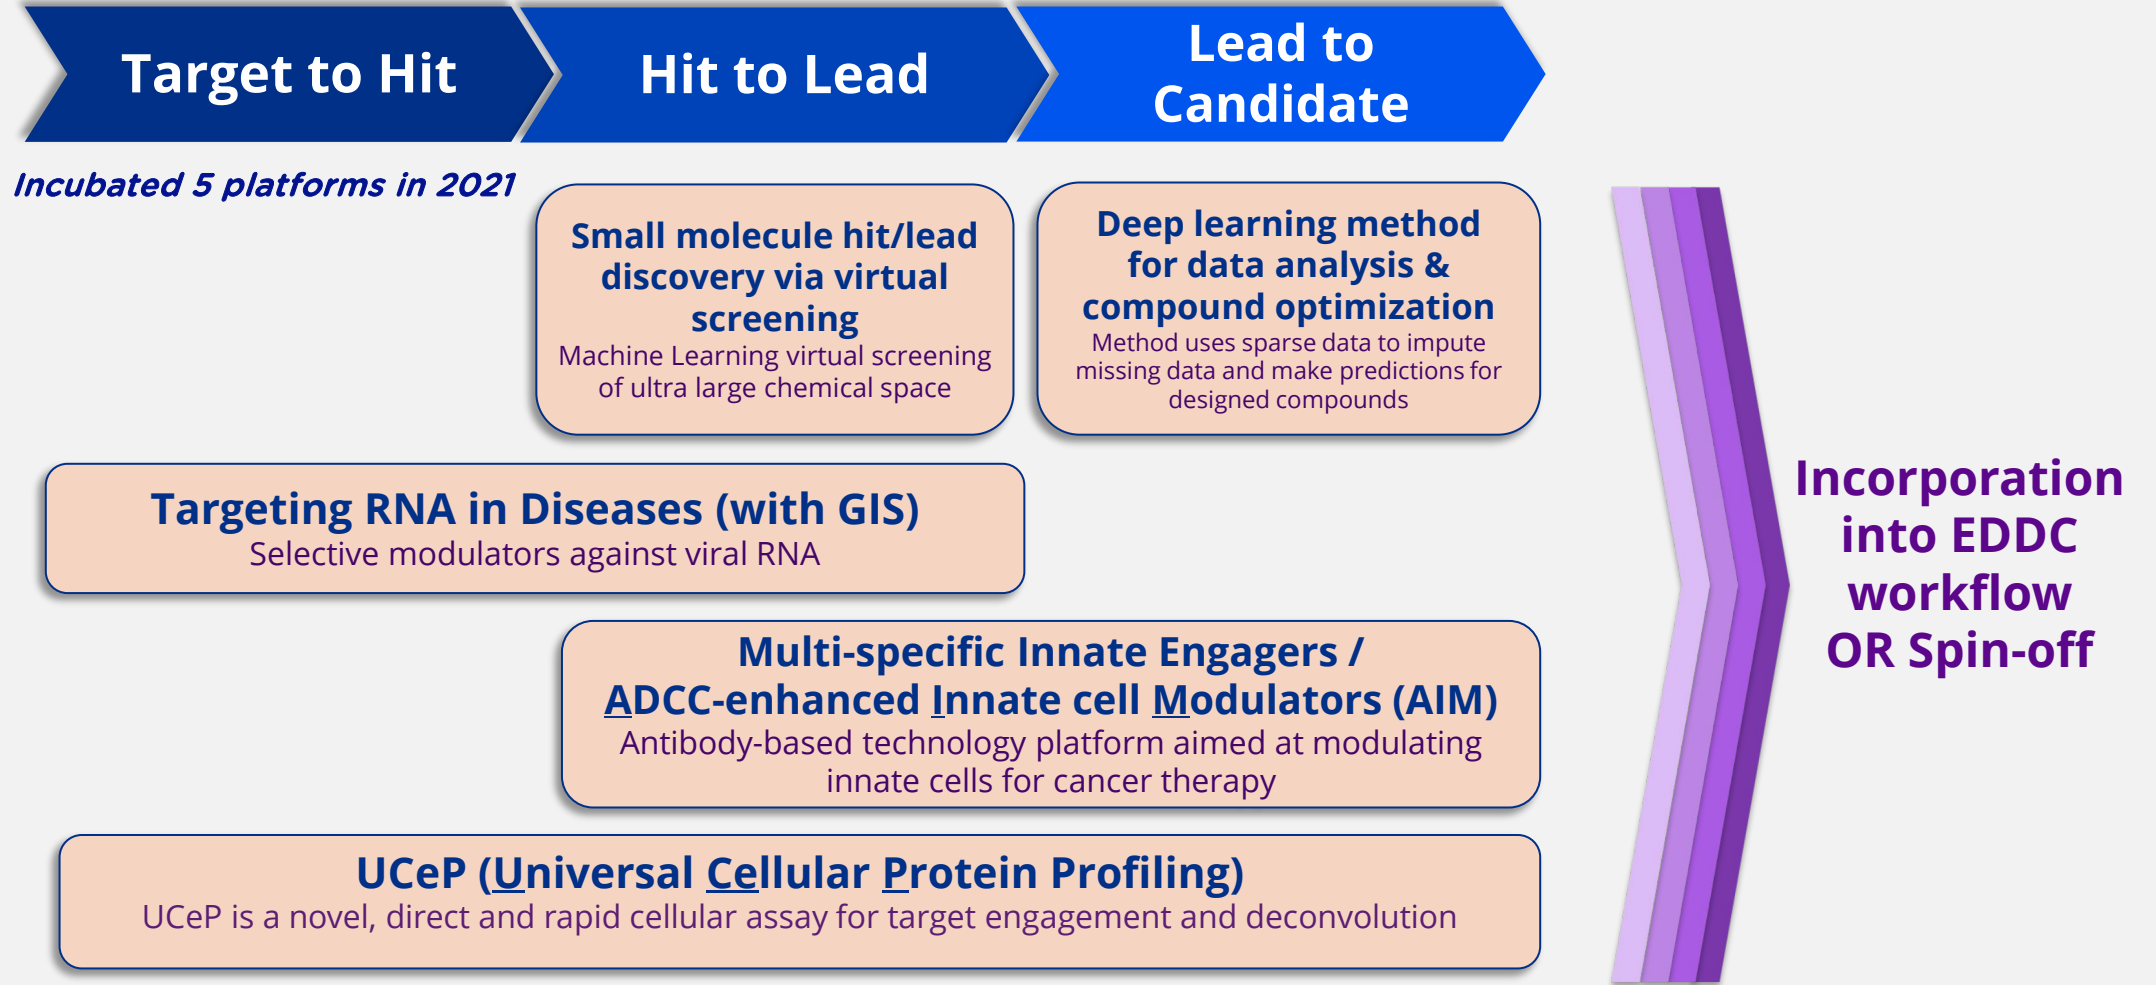 Target to Hit
Hit to Lead
Lead to
Candidate
Incubated 5 platforms in 2021
Small molecule hit/lead
discovery via virtual
screening
Machine Learning virtual screening
of ultra large chemical space
Deep learning method
for data analysis &
compound optimization
Method uses sparse data to impute
missing data and make predictions for
designed compounds
Targeting RNA in Diseases (with GIS)
Selective modulators against viral RNA
Multi-specific Innate Engagers /
ADCC-enhanced Innate cell Modulators (AIM)
Antibody-based technology platform aimed at modulating
innate cells for cancer therapy
UCeP (Universal Cellular Protein Profiling)
UCeP is a novel, direct and rapid cellular assay for target engagement and deconvolution
Incorporation
into EDDC
workflow
OR Spin-off